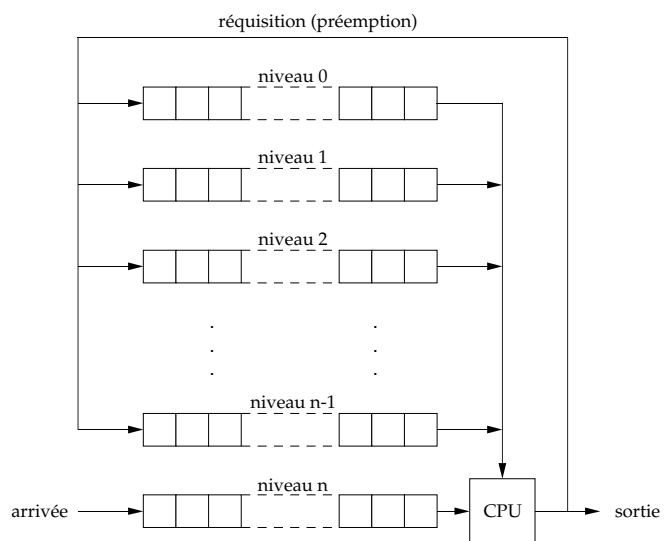 réquisition (préemption)
niveau 0
niveau 1
niveau 2
niveau n-1
niveau n
arrivée
CPU
sortie